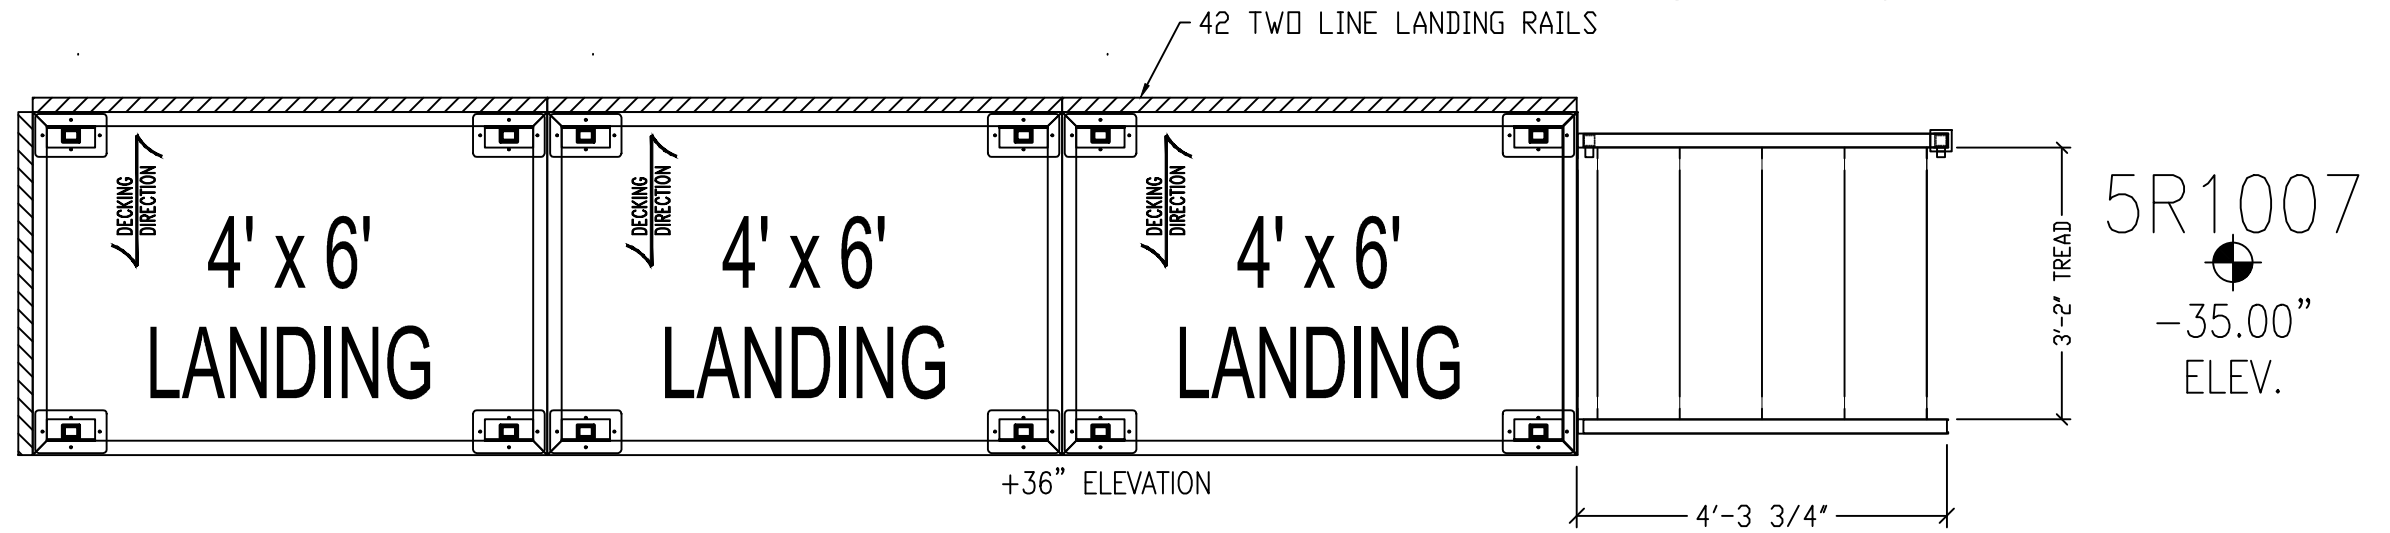 42 TWO LINE LANDING RAILS
DECKING
DIRECTION
4' x 6'
LANDING
DECKING
DIRECTION
4' x 6'
LANDING
DECKING
DIRECTION
4' x 6'
LANDING
3'-2" TREAD
5R1007
-35.00"
ELEV.
+36" ELEVATION
4'-3 3/4"